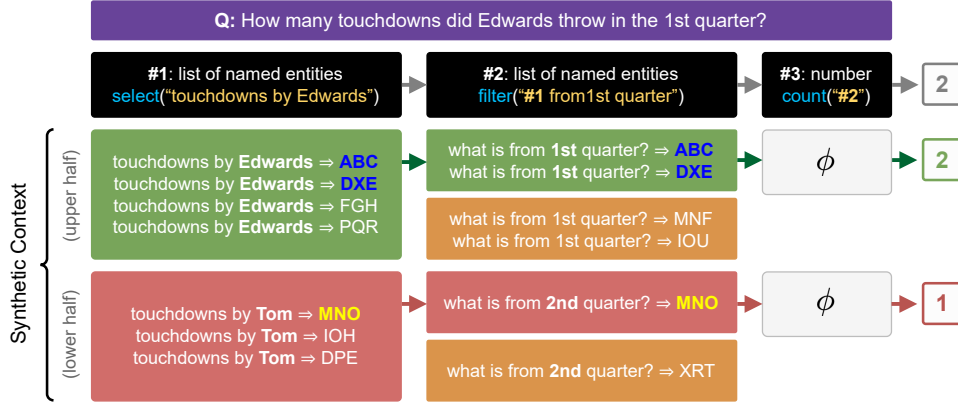 Q: How many touchdowns did Edwards throw in the 1st quarter?
#1: list of named entities
select(“touchdowns by Edwards”)
#2: list of named entities
filter(“#1 from1st quarter”)
#3: number
count(“#2”)
2
Synthetic Context
(upper half)
touchdowns by Edwards ⇒ ABC
touchdowns by Edwards ⇒ DXE
touchdowns by Edwards ⇒ FGH
touchdowns by Edwards ⇒ PQR
what is from 1st quarter? ⇒ ABC
what is from 1st quarter? ⇒ DXE
what is from 1st quarter? ⇒ MNF
what is from 1st quarter? ⇒ IOU
ϕ
2
(lower half)
touchdowns by Tom ⇒ MNO
touchdowns by Tom ⇒ IOH
touchdowns by Tom ⇒ DPE
what is from 2nd quarter? ⇒ MNO
what is from 2nd quarter? ⇒ XRT
ϕ
1